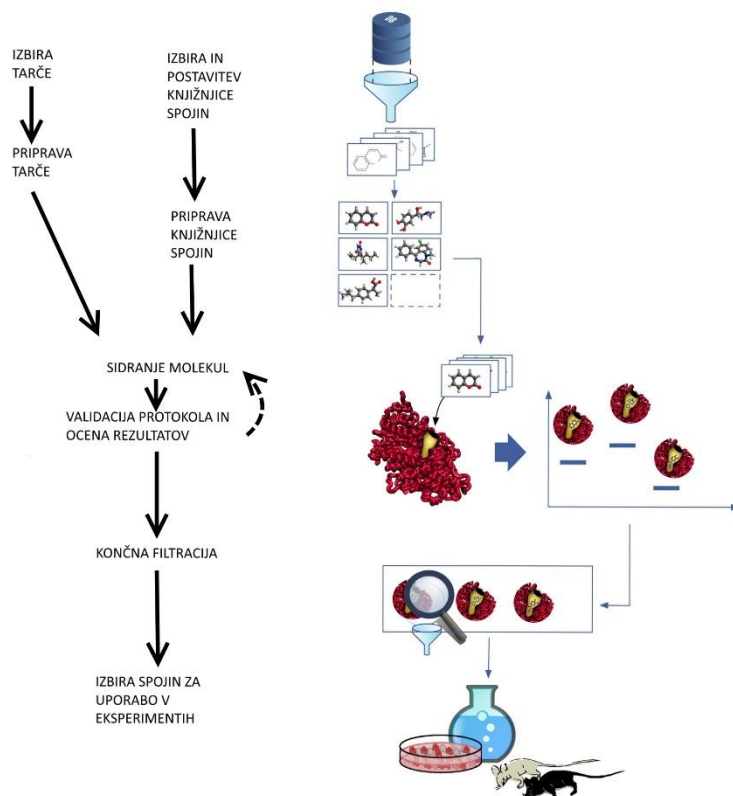 IZBIRA
TARČE
IZBIRA IN
POSTAVITEV
KNJIŽNJICE
SPOJIN
PRIPRAVA
TARČE
PRIPRAVA
KNJIŽNJICE
SPOJIN
SIDRANJE MOLEKUL
VALIDACIJA PROTOKOLA IN
OCENA REZULTATOV
KONČNA FILTRACIJA
IZBIRA SPOJIN ZA
UPORABO V
EKSPERIMENTIH